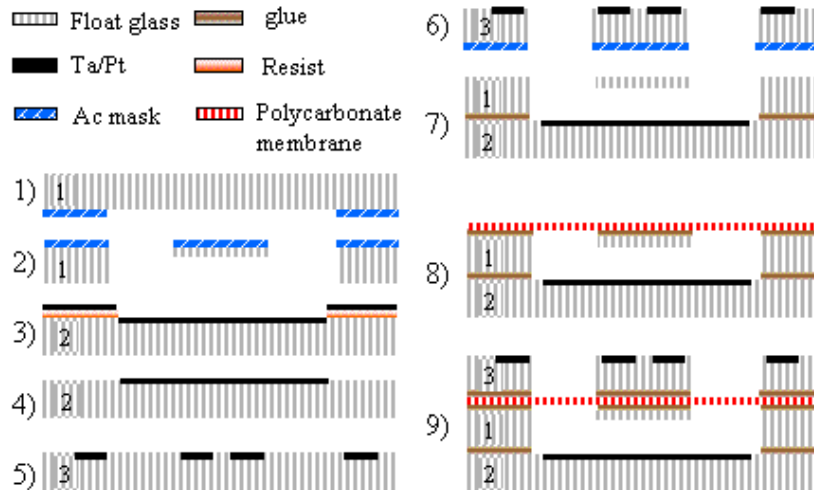 Float glass
glue
Ta/Pt
Resist
Ac mask
Polycarbonate
membrane
1) 1
2) 1
3) 2
4) 2
5) 3
6) 3
7) 1
2
8) 1
2
9) 3
1
2